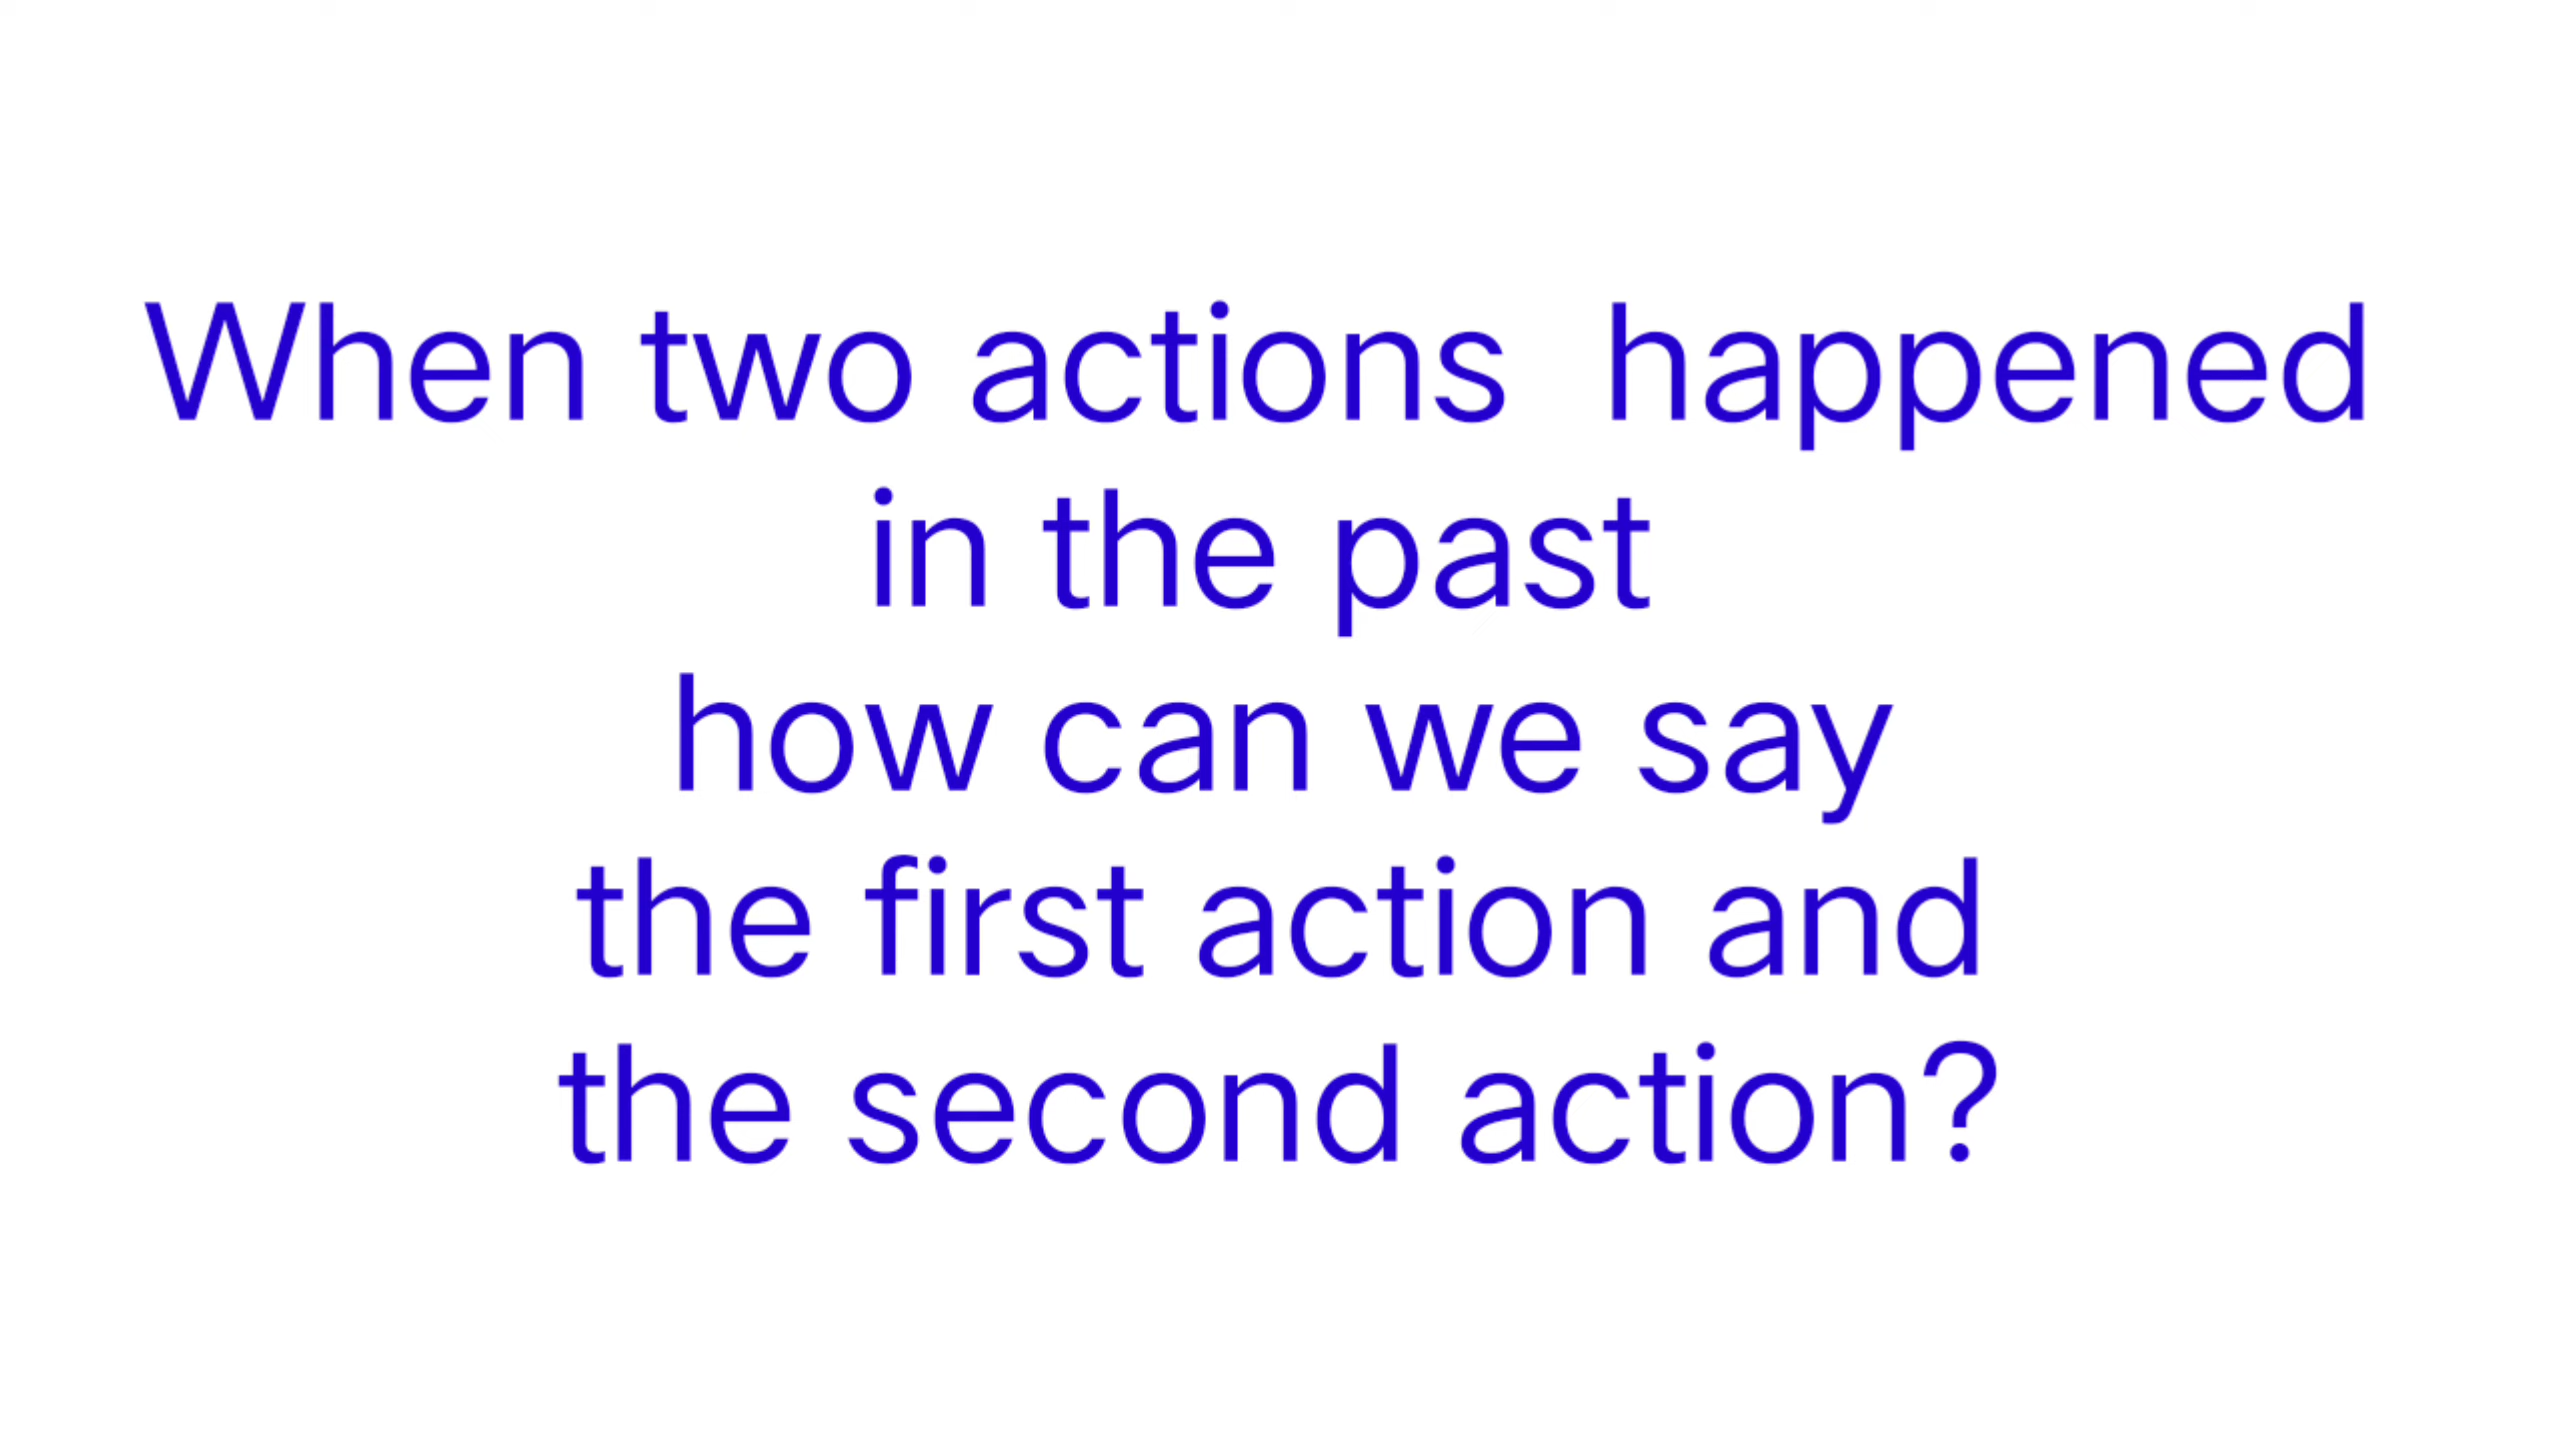 When two actions  happened
in the past
how can we say
the first action and
the second action?